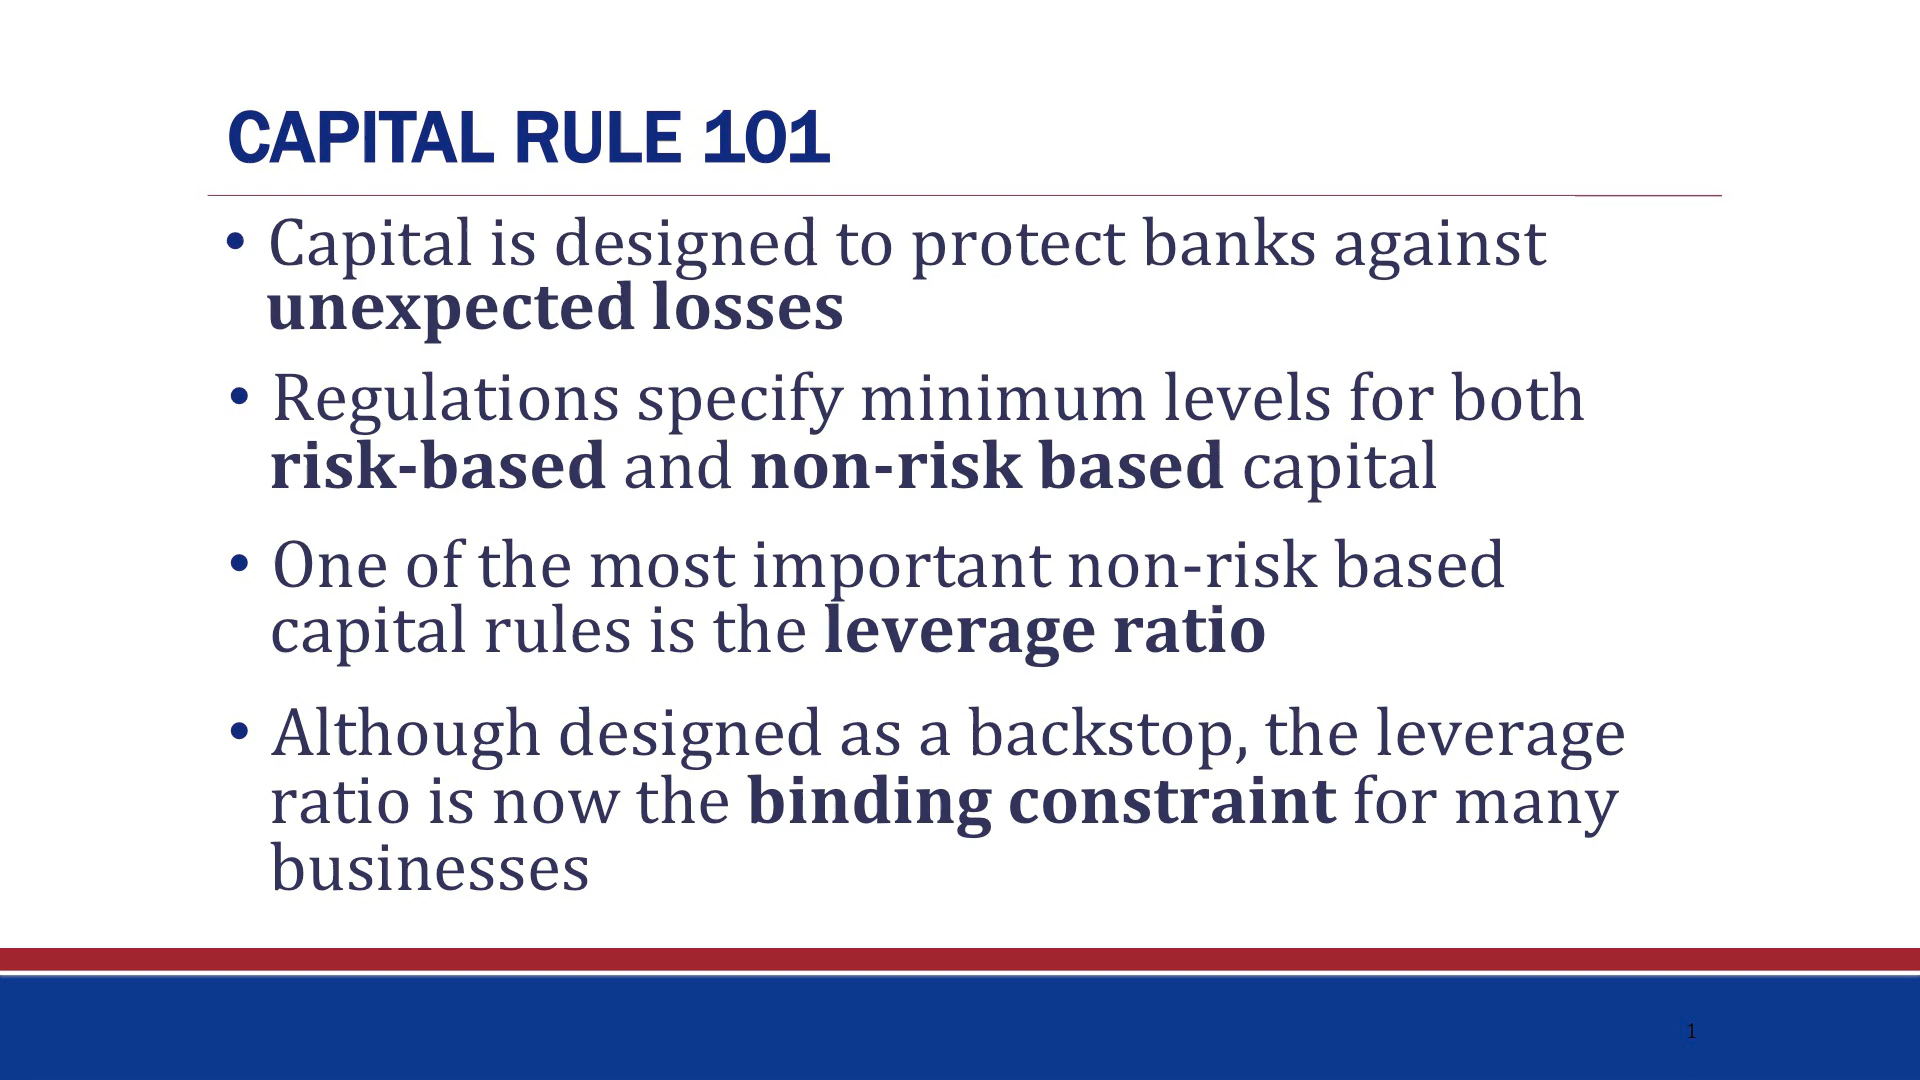 CAPITAL RULE 101
• Capital is designed to protect banks against
unexpected losses
• Regulations specify minimum levels for both
risk-based and non-risk based capital
• One of the most important non-risk based
capital rules is the leverage ratio
• Although designed as a backstop, the leverage
ratio is now the binding constraint for many
businesses
1